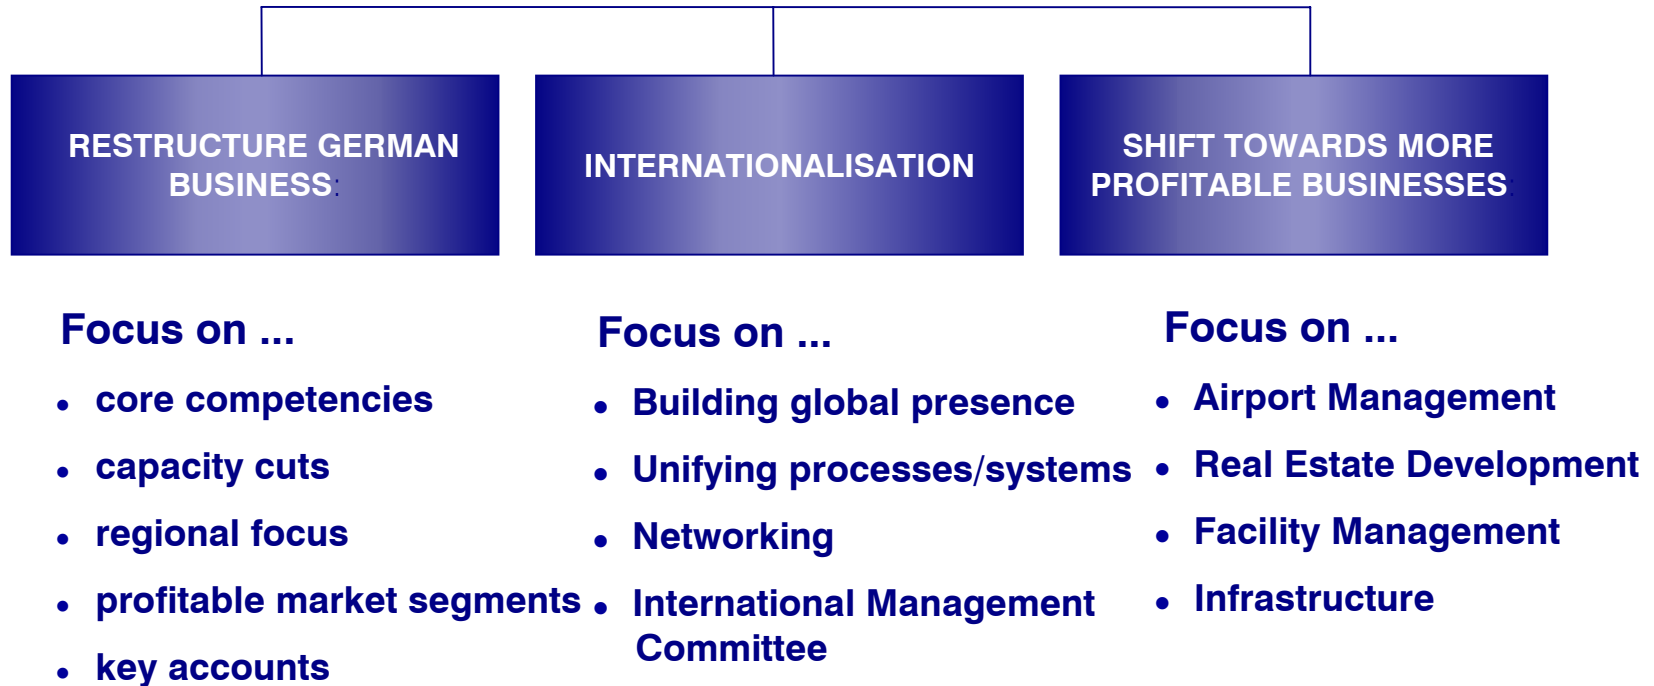 RESTRUCTURE GERMAN
BUSINESS:
INTERNATIONALISATION
SHIFT TOWARDS MORE
PROFITABLE BUSINESSES:
Focus on ...
• core competencies
• capacity cuts
• regional focus
• profitable market segments
• key accounts
Focus on ...
• Building global presence
• Unifying processes/systems
• Networking
• International Management
Committee
Focus on ...
• Airport Management
• Real Estate Development
• Facility Management
• Infrastructure